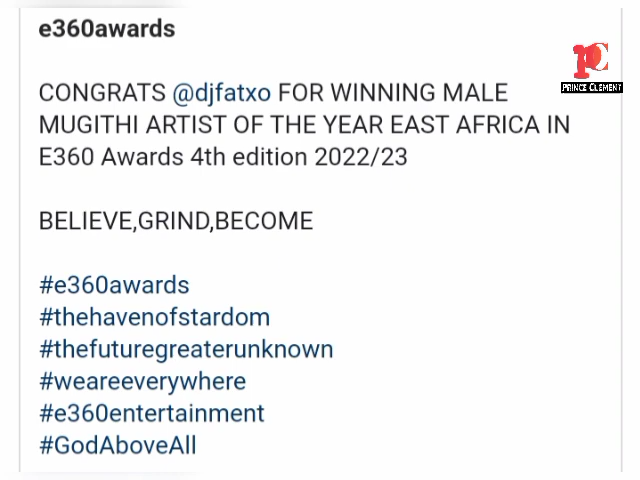 e360awards
PC
PRINCE CLEMENT
CONGRATS @djfatxo FOR WINNING MALE
MUGITHI ARTIST OF THE YEAR EAST AFRICA IN
E360 Awards 4th edition 2022/23
BELIEVE,GRIND,BECOME
#e360awards
#thehavenofstardom
#thefuturegreaterunknown
#weareeverywhere
#e360entertainment
#GodAboveAll